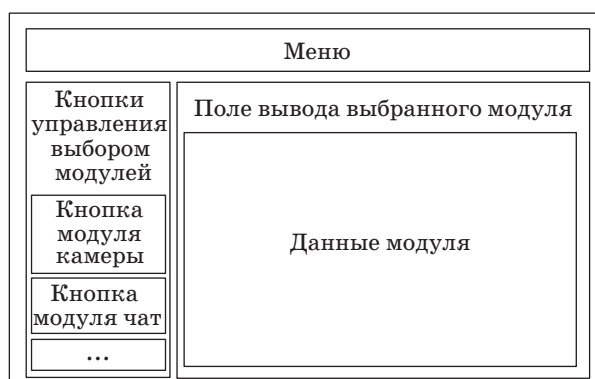 Меню
Кнопки
управления
выбором
модулей
Кнопка
модуля
камеры
Кнопка
модуля чат
...
Поле вывода выбранного модуля
Данные модуля